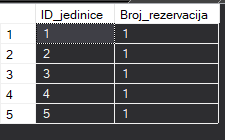 ID_jedinice Broj_rezervacija
1 1 1
2 2 1
3 3 1
4 4 1
5 5 1